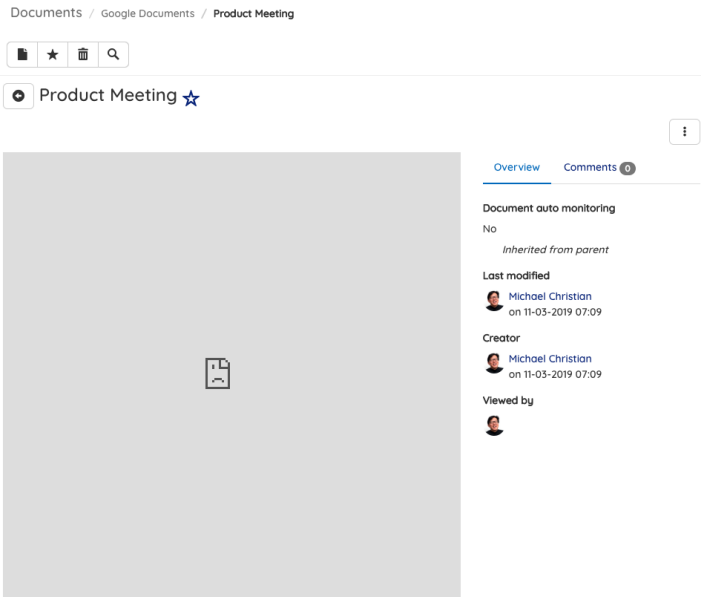 Documents / Google Documents / Product Meeting
Product Meeting
Overview Comments 0
Document auto monitoring
No
Inherited from parent
Last modified
Michael Christian
on 11-03-2019 07:09
Creator
Michael Christian
on 11-03-2019 07:09
Viewed by